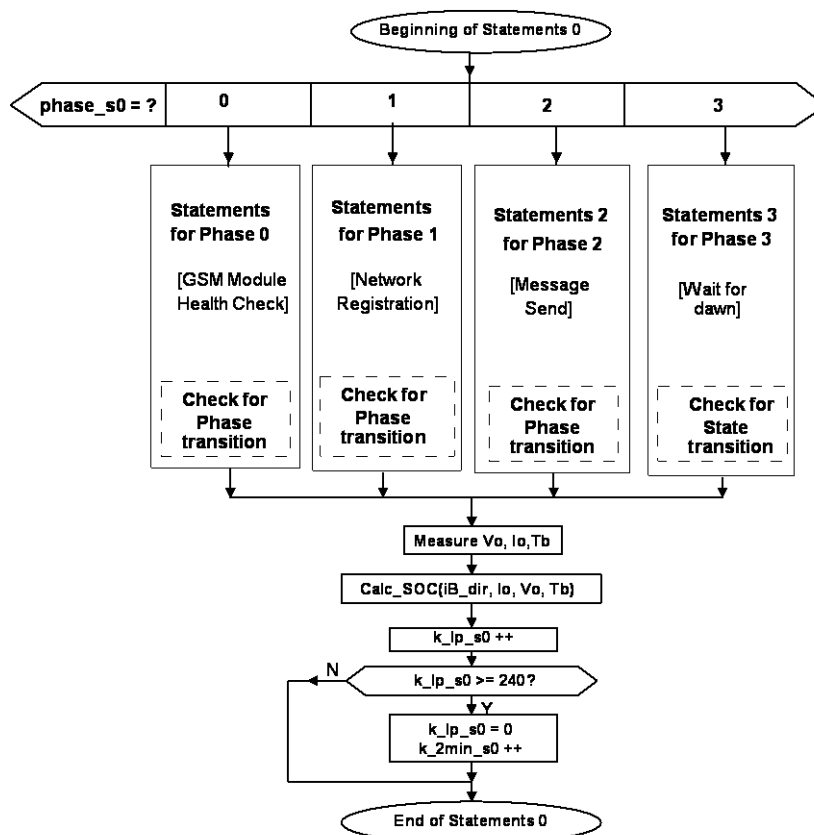 Beginning of Statements 0
phase_s0 = ?
0
1
2
3
Statements
for Phase 0
[GSM Module
Health Check]
Check for
Phase
transition
Statements
for Phase 1
[Network
Registration]
Check for
Phase
transition
Statements 2
for Phase 2
[Message
Send]
Check for
Phase
transition
Statements 3
for Phase 3
[Wait for
dawn]
Check for
State
transition
Measure Vo, Io,Tb
Calc_SOC(iB_dir, Io, Vo, Tb)
k_lp_s0 ++
N
k_lp_s0 >= 240?
Y
k_lp_s0 = 0
k_2min_s0 ++
End of Statements 0